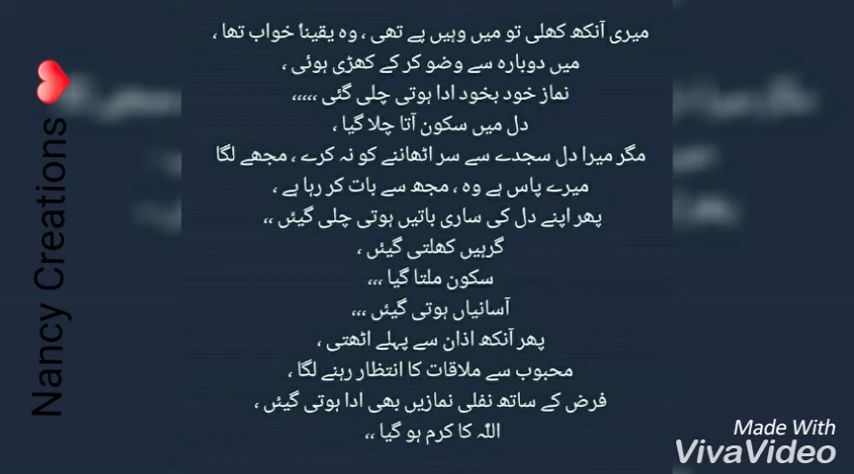 میری آنکھ کھلی تو میں وہیں پے تھی ، وہ یقیناً خواب تھا ،
میں دوبارہ سے وضو کر کے کھڑی ہوئی ،
نماز خود بخود ادا ہوتی چلی گئی ،،،،،
دل میں سکون آتا چلا گیا ،
مگر میرا دل سجدے سے سر اٹھاننے کو نہ کرے ، مجھے لگا
میرے پاس ہے وہ ، مجھ سے بات کر رہا ہے ،
پھر اپنے دل کی ساری باتیں ہوتی چلی گیئں ،،
گرہیں کھلتی گیئں ،
سکون ملتا گیا ،،،
آسانیاں ہوتی گیئں ،،،
پھر آنکھ اذان سے پہلے اٹھتی ،
محبوب سے ملاقات کا انتظار رہنے لگا ،
فرض کے ساتھ نفلی نمازیں بھی ادا ہوتی گیئں ،
اللّٰہ کا کرم ہو گیا ،،
Nancy Creations ❤
Made With
VivaVideo